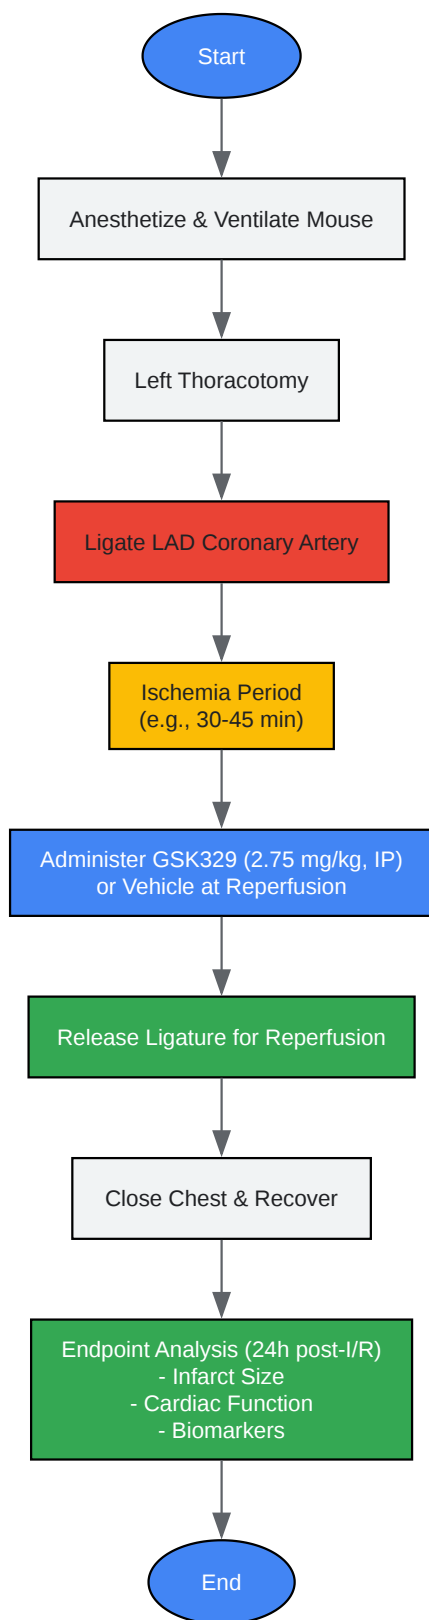 Start
Anesthetize & Ventilate Mouse
Left Thoracotomy
Ligate LAD Coronary Artery
Ischemia Period
(e.g., 30-45 min)
Administer GSK329 (2.75 mg/kg, IP)
or Vehicle at Reperfusion
Release Ligature for Reperfusion
Close Chest & Recover
Endpoint Analysis (24h post-I/R)
- Infarct Size
- Cardiac Function
- Biomarkers
End